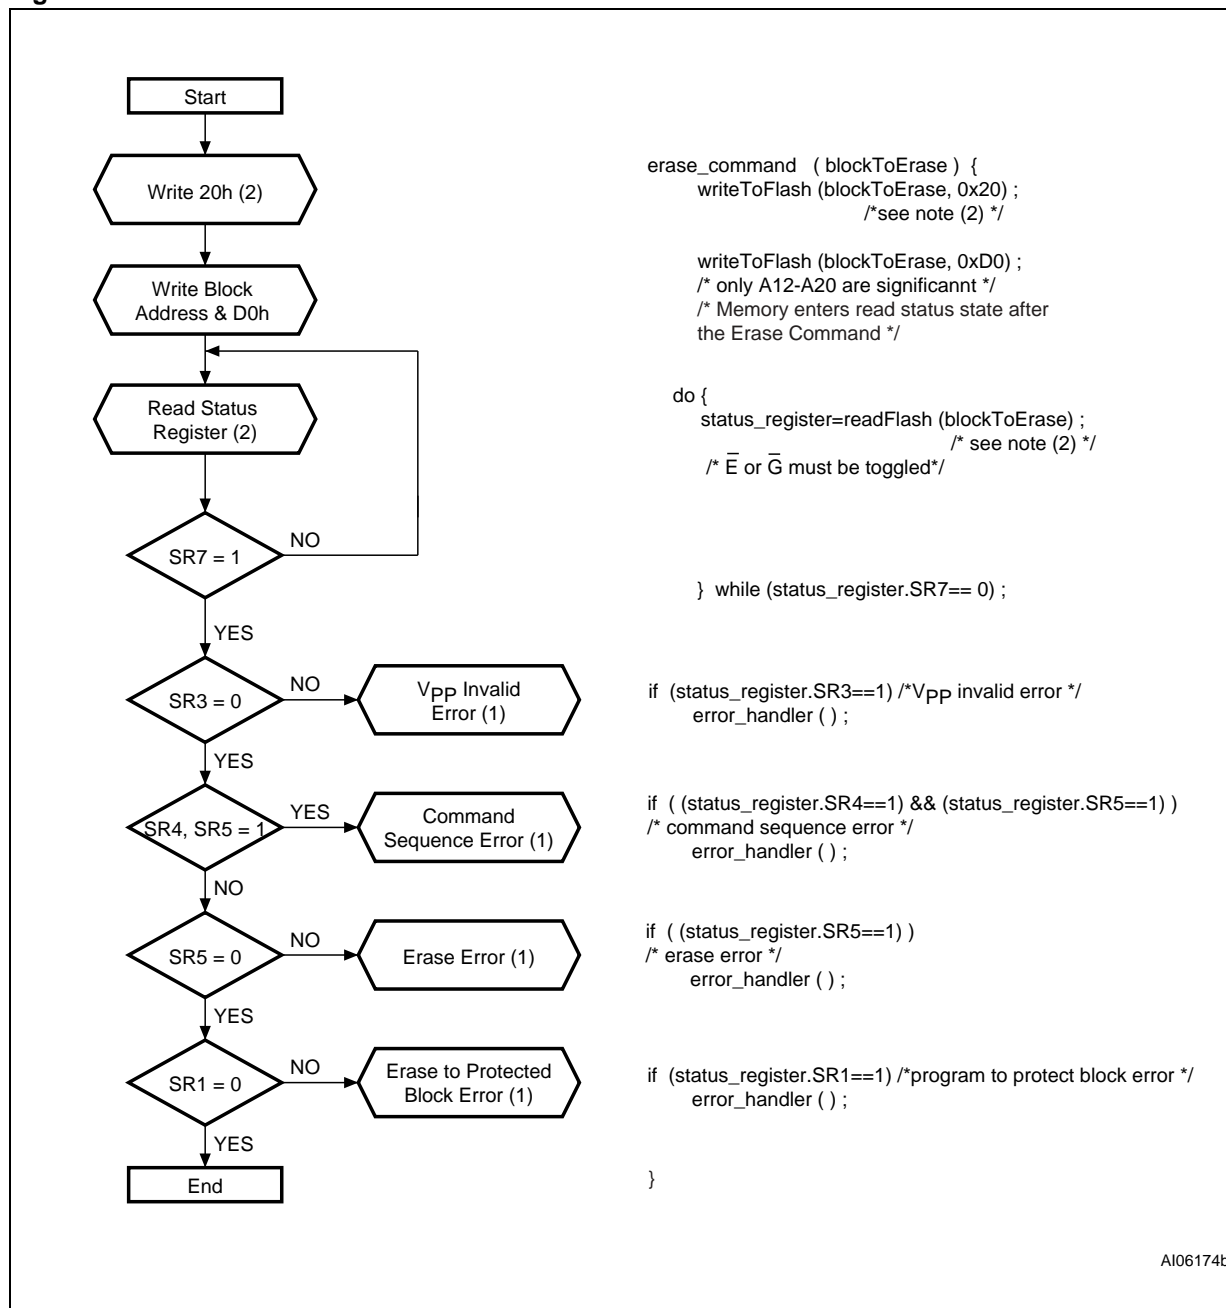 Start
Write 20h (2)
Write Block
Address & D0h
Read Status
Register (2)
SR7 = 1
NO
YES
SR3 = 0
NO
VPP Invalid
Error (1)
YES
SR4, SR5 = 1
YES
Command
Sequence Error (1)
NO
SR5 = 0
NO
Erase Error (1)
YES
SR1 = 0
NO
Erase to Protected
Block Error (1)
YES
End
erase_command ( blockToErase ) {
writeToFlash (blockToErase, 0x20) ;
/*see note (2) */
writeToFlash (blockToErase, 0xD0) ;
/* only A12-A20 are significannt */
/* Memory enters read status state after
the Erase Command */
do {
status_register=readFlash (blockToErase) ;
/* see note (2) */
/* E̅ or G̅ must be toggled*/
} while (status_register.SR7== 0) ;
if (status_register.SR3==1) /*VPP invalid error */
error_handler ( ) ;
if ( (status_register.SR4==1) && (status_register.SR5==1) )
/* command sequence error */
error_handler ( ) ;
if ( (status_register.SR5==1) )
/* erase error */
error_handler ( ) ;
if (status_register.SR1==1) /*program to protect block error */
error_handler ( ) ;
}
AI06174b